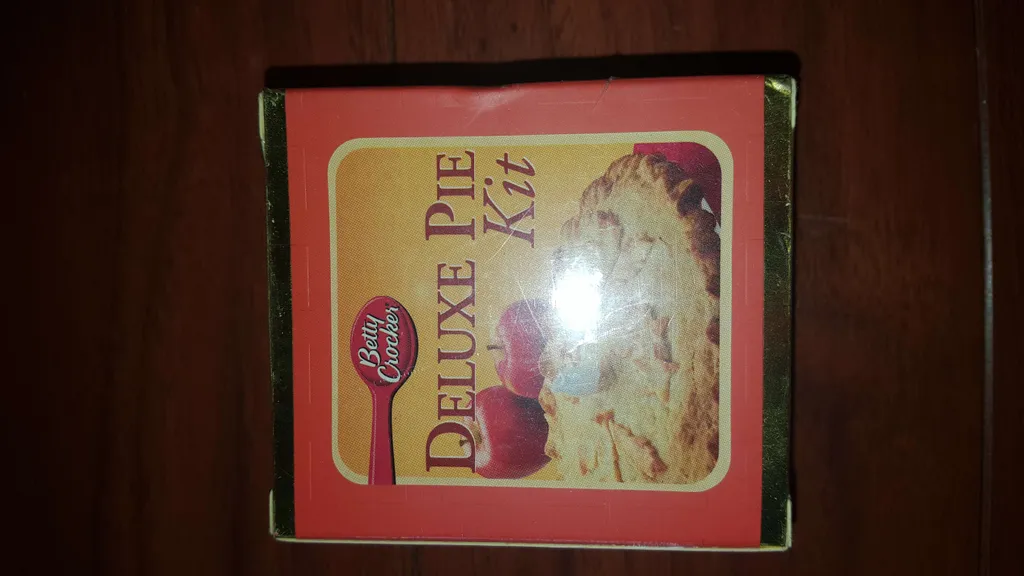 Betty
Crocker
DELUXE PIE
Kit